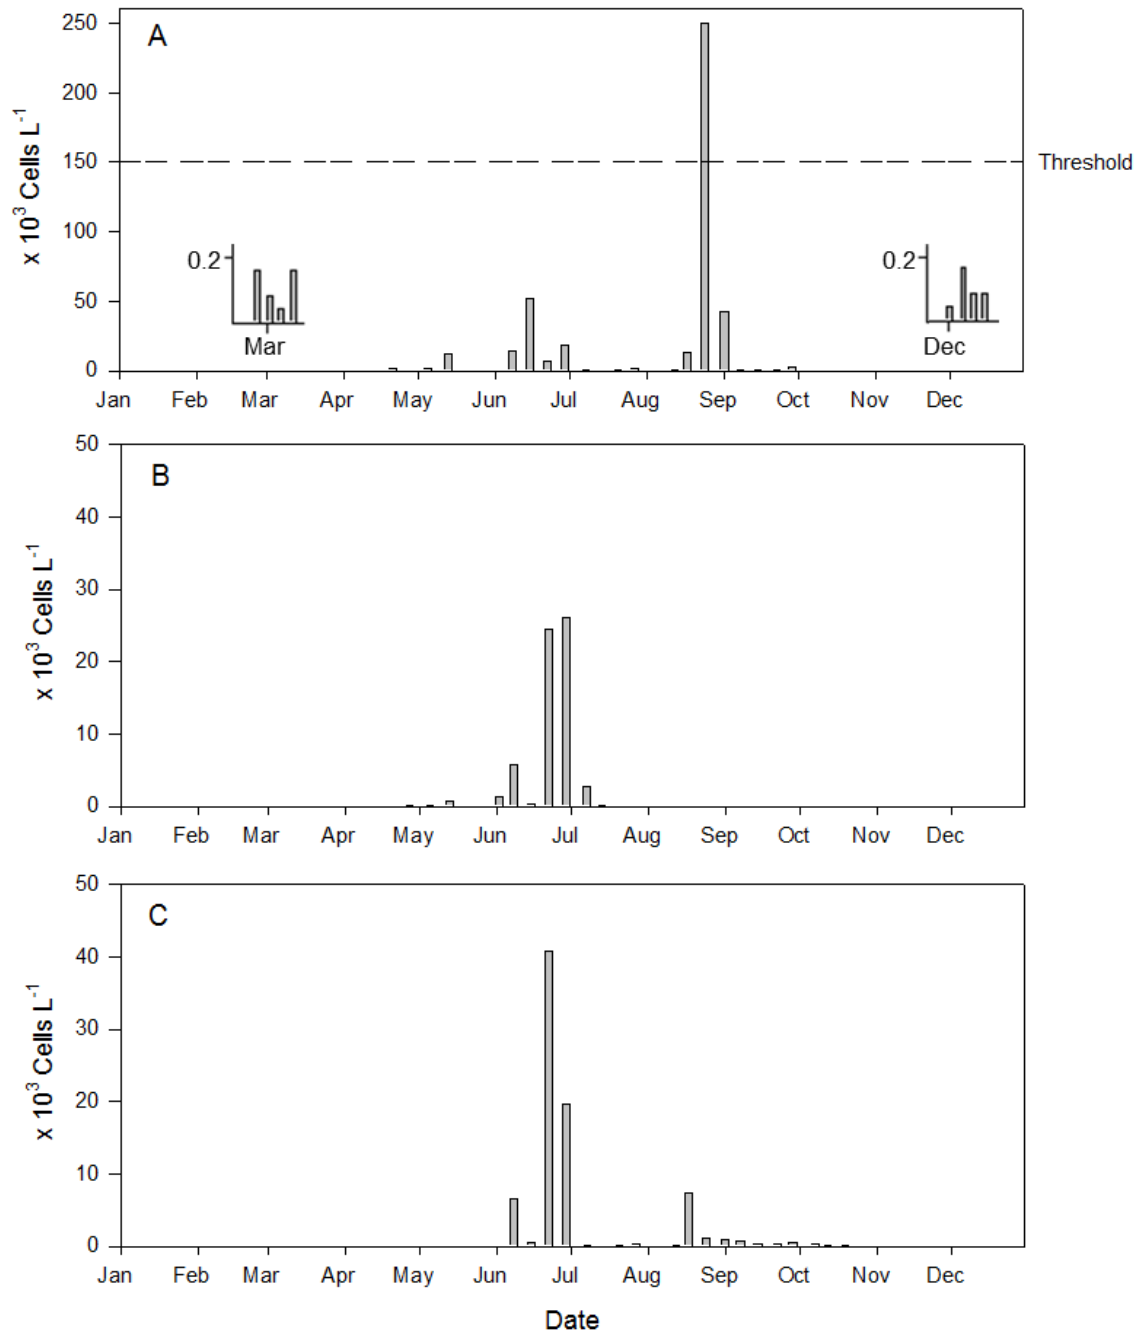 A
x 10³ Cells L⁻¹
250
200
150
100
50
0
Threshold
0.2
Mar
0.2
Dec
Jan Feb Mar Apr May Jun Jul Aug Sep Oct Nov Dec
B
x 10³ Cells L⁻¹
50
40
30
20
10
0
Jan Feb Mar Apr May Jun Jul Aug Sep Oct Nov Dec
C
x 10³ Cells L⁻¹
50
40
30
20
10
0
Jan Feb Mar Apr May Jun Jul Aug Sep Oct Nov Dec
Date